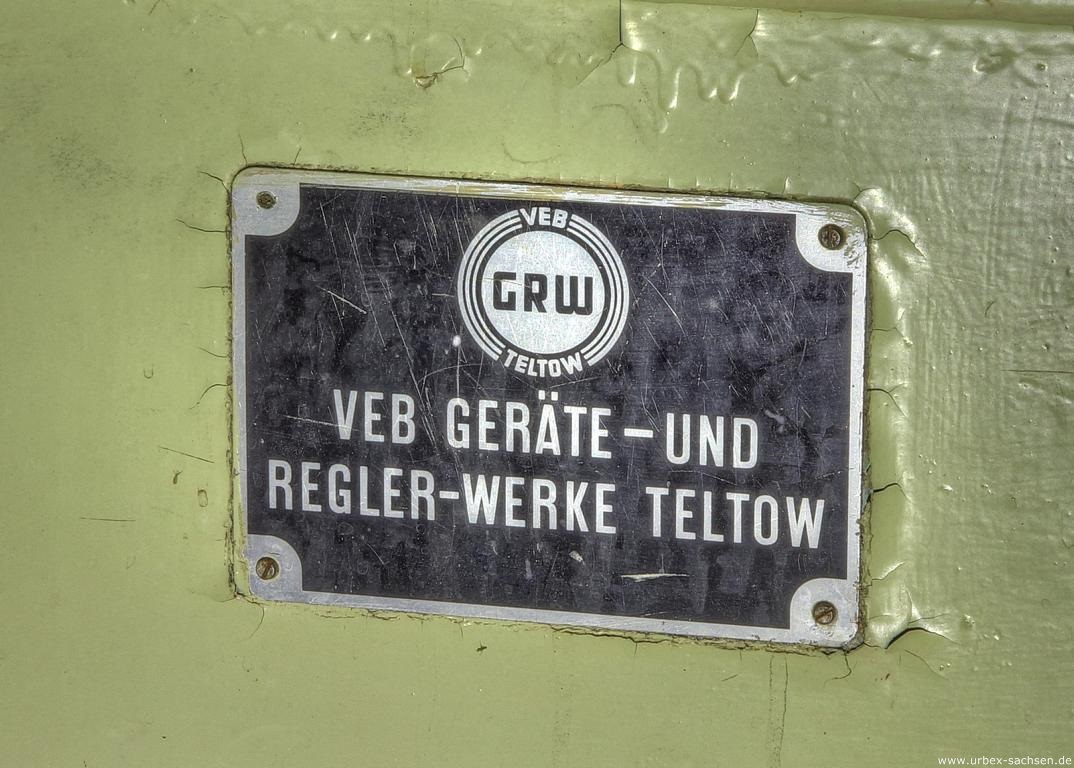 VEB
GRW
TELTOW
VEB GERÄTE-UND
REGLER-WERKE TELTOW
www.urbex-sachsen.de